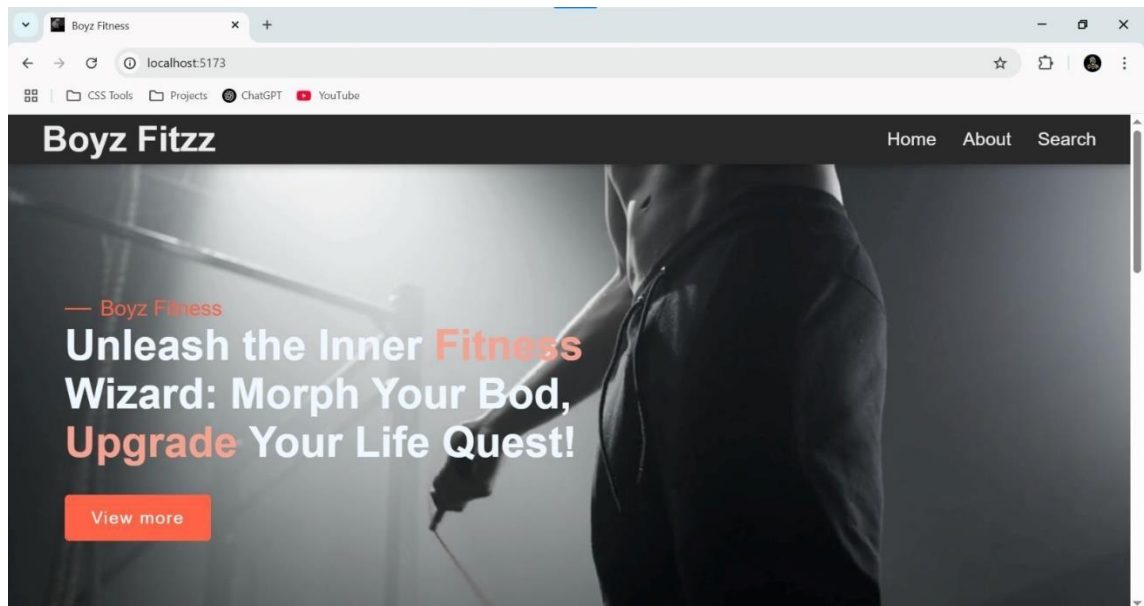 Boyz Fitness
localhost:5173
CSS Tools Projects ChatGPT YouTube
Boyz Fitzz Home About Search
Boyz Fitness
Unleash the Inner Fitness
Wizard: Morph Your Bod,
Upgrade Your Life Quest!
View more